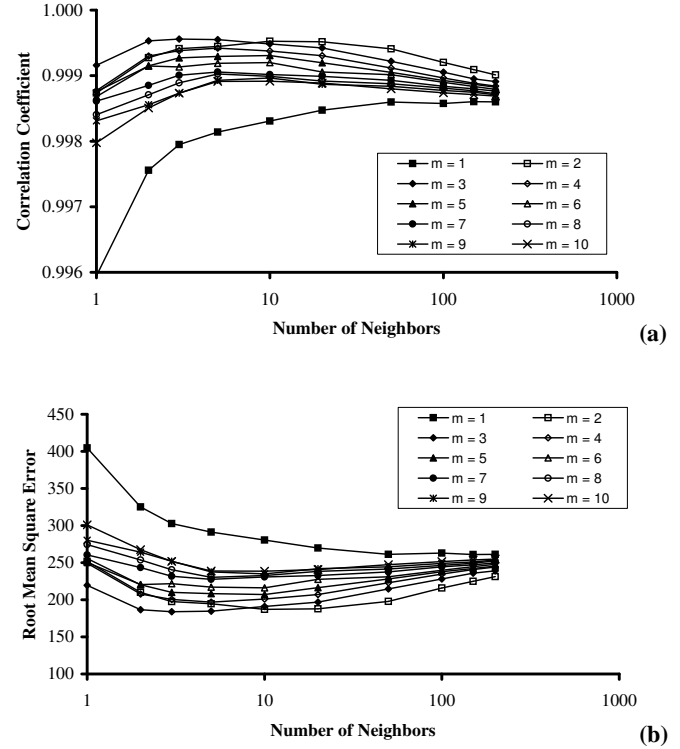 1.000
0.999
0.998
0.997
0.996
Correlation Coefficient
m = 1 m = 2
m = 3 m = 4
m = 5 m = 6
m = 7 m = 8
m = 9 m = 10
1 10 100 1000
Number of Neighbors
(a)
450
400
350
300
250
200
150
100
Root Mean Square Error
m = 1 m = 2
m = 3 m = 4
m = 5 m = 6
m = 7 m = 8
m = 9 m = 10
1 10 100 1000
Number of Neighbors
(b)